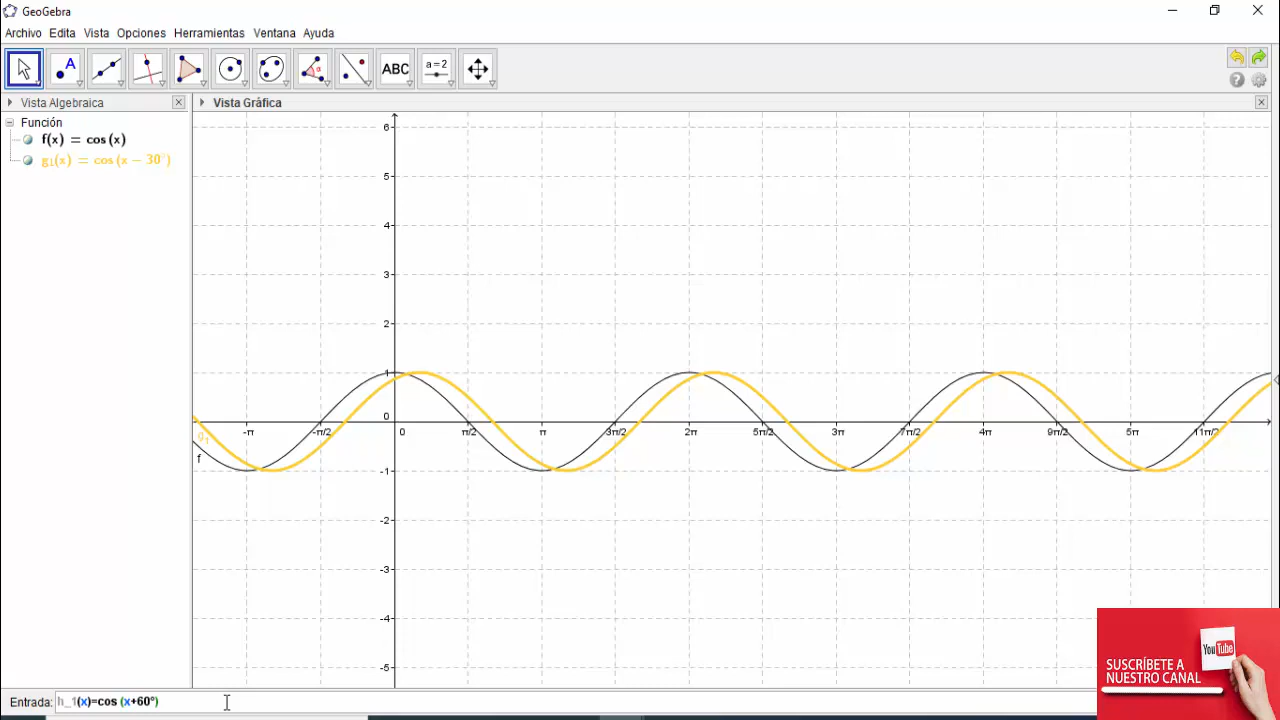 GeoGebra
Archivo Edita Vista Opciones Herramientas Ventana Ayuda
A ABC a = 2 α
Vista Algebraica
Vista Gráfica
Función
f(x) = cos (x)
g₁(x) = cos (x − 30°)
6
5
4
3
2
1
0
-1
-2
-3
-4
-5
-π -π/2 0 π/2 π 3π/2 2π 5π/2 3π 7π/2 4π 9π/2 5π 11π/2
g₁
f
Entrada: h_1(x)=cos (x+60°)
YouTube
SUSCRÍBETE A
NUESTRO CANAL